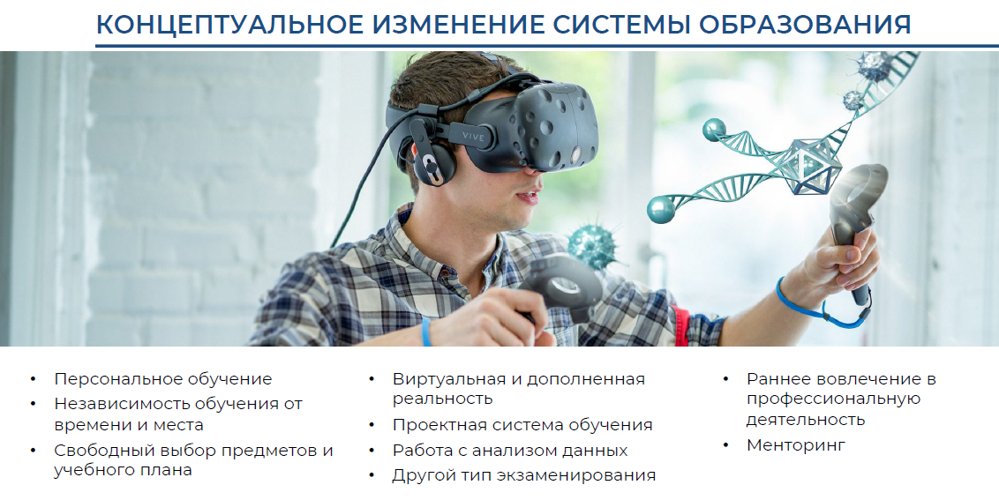 КОНЦЕПТУАЛЬНОЕ ИЗМЕНЕНИЕ СИСТЕМЫ ОБРАЗОВАНИЯ
VIVE
• Персональное обучение
• Независимость обучения от
времени и места
• Свободный выбор предметов и
учебного плана
• Виртуальная и дополненная
реальность
• Проектная система обучения
• Работа с анализом данных
• Другой тип экзаменирования
• Раннее вовлечение в
профессиональную
деятельность
• Менторинг